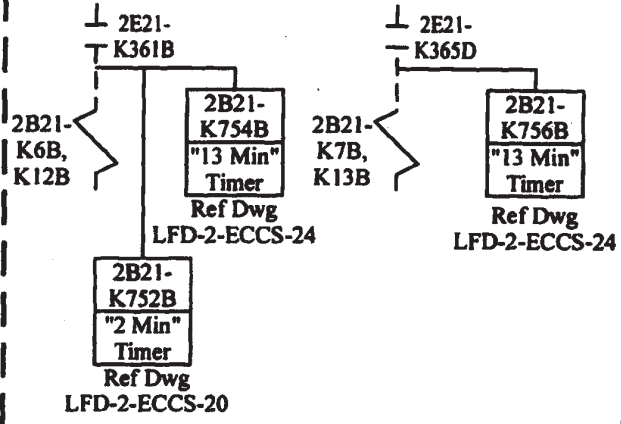 2E21-
K361B
2B21-
K6B,
K12B
2B21-
K754B
"13 Min"
Timer
Ref Dwg
LFD-2-ECCS-24
2B21-
K752B
"2 Min"
Timer
Ref Dwg
LFD-2-ECCS-20
2E21-
K365D
2B21-
K7B,
K13B
2B21-
K756B
"13 Min"
Timer
Ref Dwg
LFD-2-ECCS-24